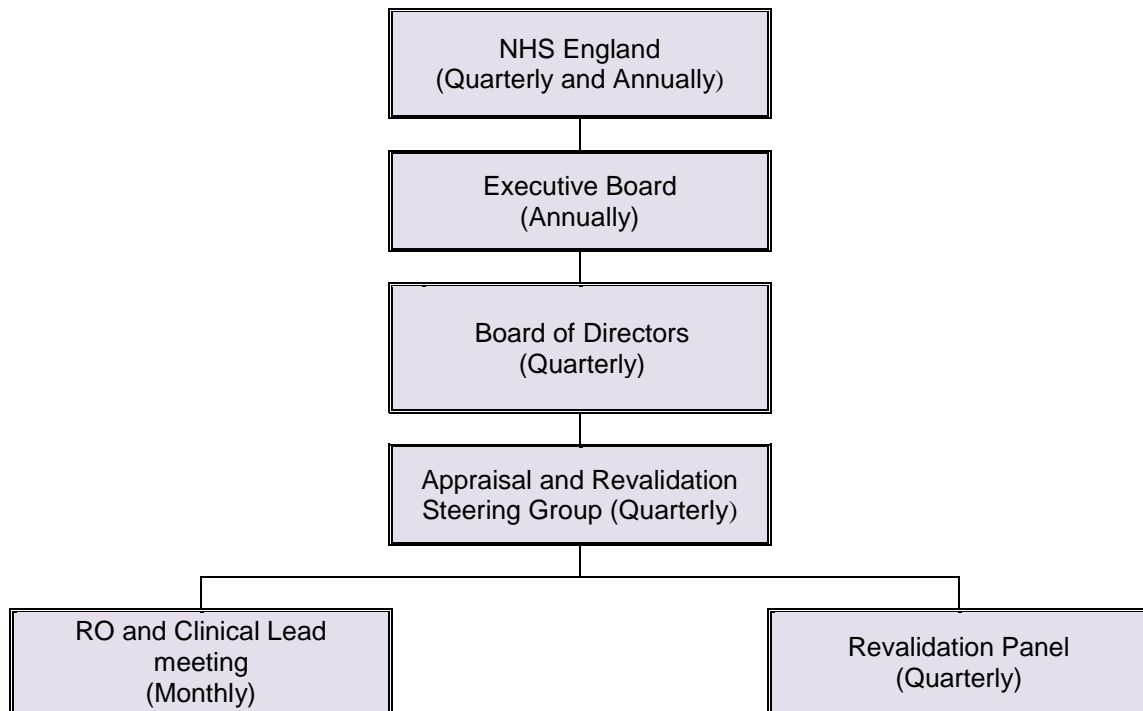 NHS England
(Quarterly and Annually)
Executive Board
(Annually)
Board of Directors
(Quarterly)
Appraisal and Revalidation
Steering Group (Quarterly)
RO and Clinical Lead
meeting
(Monthly)
Revalidation Panel
(Quarterly)